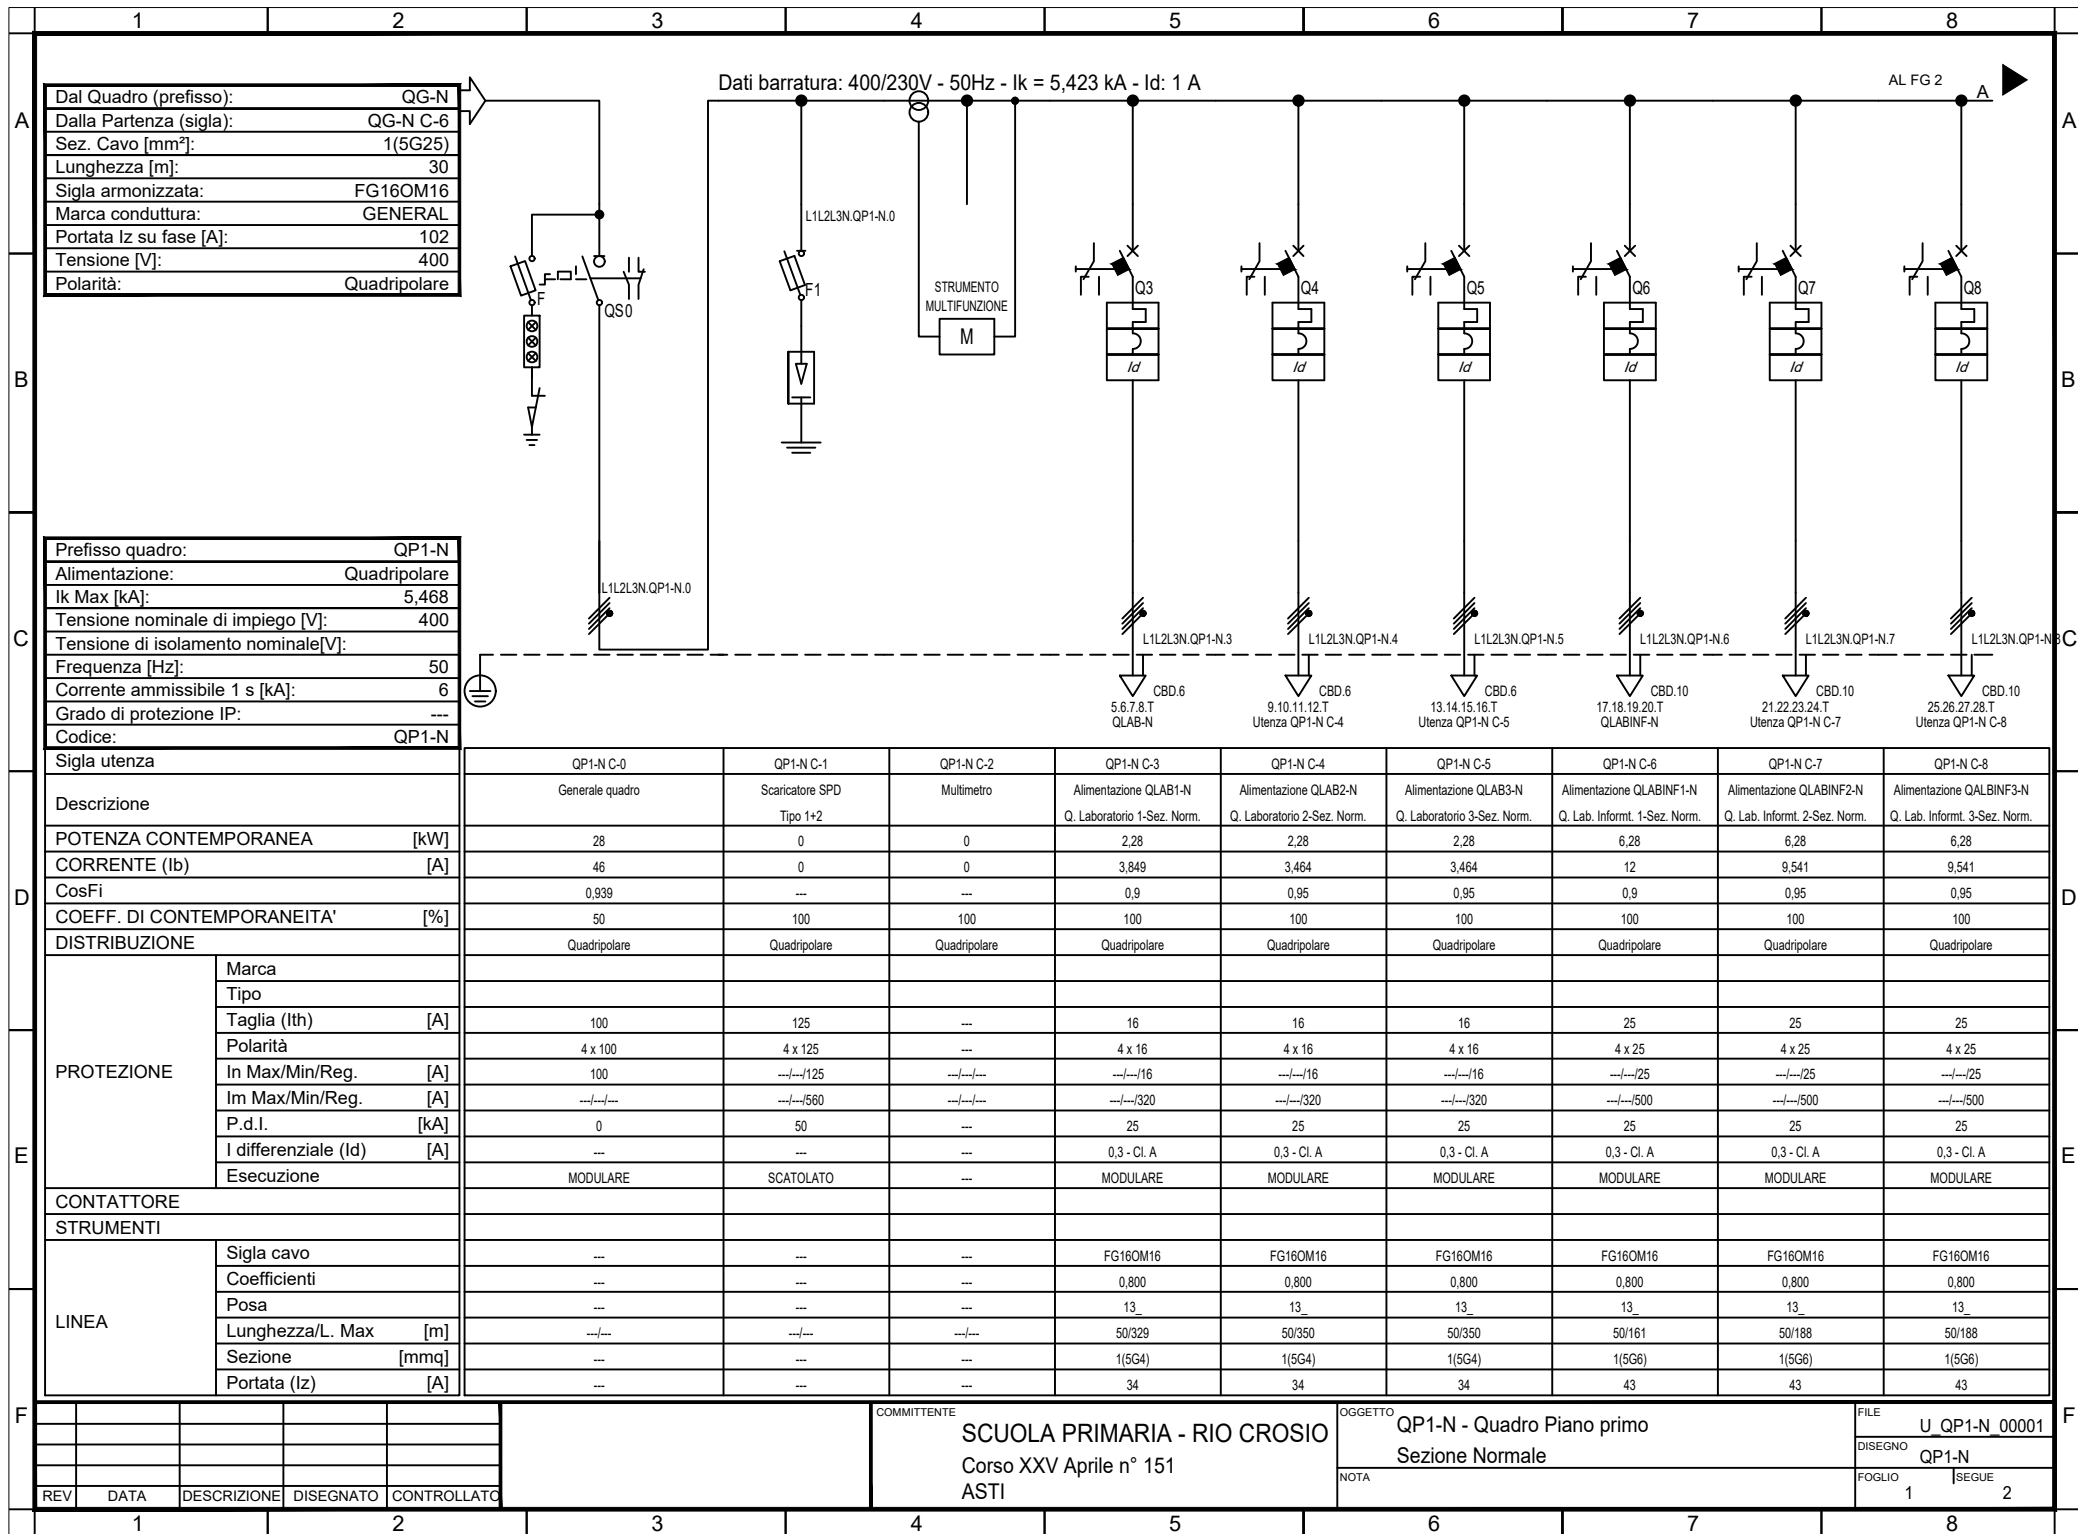 1 2 3 4 5 6 7 8
A
B
C
D
E
F
Dati barratura: 400/230V - 50Hz - Ik = 5,423 kA - Id: 1 A
AL FG 2
A
Dal Quadro (prefisso): QG-N
Dalla Partenza (sigla): QG-N C-6
Sez. Cavo [mm²]: 1(5G25)
Lunghezza [m]: 30
Sigla armonizzata: FG16OM16
Marca conduttura: GENERAL
Portata Iz su fase [A]: 102
Tensione [V]: 400
Polarità: Quadripolare
F
QS0
L1L2L3N.QP1-N.0
F1
STRUMENTO
MULTIFUNZIONE
M
Q3 Q4 Q5 Q6 Q7 Q8
Id Id Id Id Id Id
Prefisso quadro: QP1-N
Alimentazione: Quadripolare
Ik Max [kA]: 5,468
Tensione nominale di impiego [V]: 400
Tensione di isolamento nominale[V]:
Frequenza [Hz]: 50
Corrente ammissibile 1 s [kA]: 6
Grado di protezione IP: ---
Codice: QP1-N
L1L2L3N.QP1-N.0
L1L2L3N.QP1-N.3 L1L2L3N.QP1-N.4 L1L2L3N.QP1-N.5 L1L2L3N.QP1-N.6 L1L2L3N.QP1-N.7 L1L2L3N.QP1-N.8
CBD.6 CBD.6 CBD.6 CBD.10 CBD.10 CBD.10
5.6.7.8.T 9.10.11.12.T 13.14.15.16.T 17.18.19.20.T 21.22.23.24.T 25.26.27.28.T
QLAB-N Utenza QP1-N C-4 Utenza QP1-N C-5 QLABINF-N Utenza QP1-N C-7 Utenza QP1-N C-8
Sigla utenza QP1-N C-0 QP1-N C-1 QP1-N C-2 QP1-N C-3 QP1-N C-4 QP1-N C-5 QP1-N C-6 QP1-N C-7 QP1-N C-8
Descrizione
Generale quadro Scaricatore SPD Multimetro Alimentazione QLAB1-N Alimentazione QLAB2-N Alimentazione QLAB3-N Alimentazione QLABINF1-N Alimentazione QLABINF2-N Alimentazione QALBINF3-N
Tipo 1+2 Q. Laboratorio 1-Sez. Norm. Q. Laboratorio 2-Sez. Norm. Q. Laboratorio 3-Sez. Norm. Q. Lab. Informt. 1-Sez. Norm. Q. Lab. Informt. 2-Sez. Norm. Q. Lab. Informt. 3-Sez. Norm.
POTENZA CONTEMPORANEA [kW] 28 0 0 2,28 2,28 2,28 6,28 6,28 6,28
CORRENTE (Ib) [A] 46 0 0 3,849 3,464 3,464 12 9,541 9,541
CosFi 0,939 --- --- 0,9 0,95 0,95 0,9 0,95 0,95
COEFF. DI CONTEMPORANEITA' [%] 50 100 100 100 100 100 100 100 100
DISTRIBUZIONE Quadripolare Quadripolare Quadripolare Quadripolare Quadripolare Quadripolare Quadripolare Quadripolare Quadripolare
PROTEZIONE
Marca
Tipo
Taglia (Ith) [A] 100 125 --- 16 16 16 25 25 25
Polarità 4 x 100 4 x 125 --- 4 x 16 4 x 16 4 x 16 4 x 25 4 x 25 4 x 25
In Max/Min/Reg. [A] 100 ---/---/125 ---/---/--- ---/---/16 ---/---/16 ---/---/16 ---/---/25 ---/---/25 ---/---/25
Im Max/Min/Reg. [A] ---/---/--- ---/---/560 ---/---/--- ---/---/320 ---/---/320 ---/---/320 ---/---/500 ---/---/500 ---/---/500
P.d.I. [kA] 0 50 --- 25 25 25 25 25 25
I differenziale (Id) [A] --- --- --- 0,3 - Cl. A 0,3 - Cl. A 0,3 - Cl. A 0,3 - Cl. A 0,3 - Cl. A 0,3 - Cl. A
Esecuzione MODULARE SCATOLATO --- MODULARE MODULARE MODULARE MODULARE MODULARE MODULARE
CONTATTORE
STRUMENTI
LINEA
Sigla cavo --- --- --- FG16OM16 FG16OM16 FG16OM16 FG16OM16 FG16OM16 FG16OM16
Coefficienti --- --- --- 0,800 0,800 0,800 0,800 0,800 0,800
Posa --- --- --- 13_ 13_ 13_ 13_ 13_ 13_
Lunghezza/L. Max [m] ---/--- ---/--- ---/--- 50/329 50/350 50/350 50/161 50/188 50/188
Sezione [mmq] --- --- --- 1(5G4) 1(5G4) 1(5G4) 1(5G6) 1(5G6) 1(5G6)
Portata (Iz) [A] --- --- --- 34 34 34 43 43 43
REV DATA DESCRIZIONE DISEGNATO CONTROLLATO
COMMITTENTE
SCUOLA PRIMARIA - RIO CROSIO
Corso XXV Aprile n° 151
ASTI
OGGETTO
QP1-N - Quadro Piano primo
Sezione Normale
NOTA
FILE
U_QP1-N_00001
DISEGNO
QP1-N
FOGLIO
1
SEGUE
2
A
B
C
D
E
F
1 2 3 4 5 6 7 8